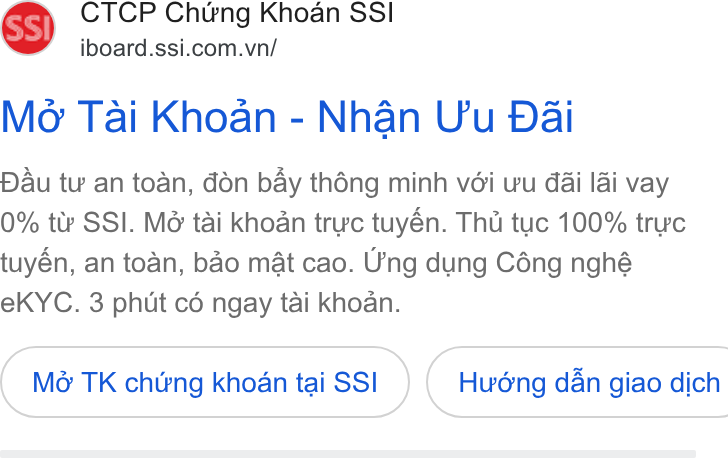 SSI
CTCP Chứng Khoán SSI
iboard.ssi.com.vn/
Mở Tài Khoản - Nhận Ưu Đãi
Đầu tư an toàn, đòn bẩy thông minh với ưu đãi lãi vay
0% từ SSI. Mở tài khoản trực tuyến. Thủ tục 100% trực
tuyến, an toàn, bảo mật cao. Ứng dụng Công nghệ
eKYC. 3 phút có ngay tài khoản.
Mở TK chứng khoán tại SSI
Hướng dẫn giao dịch